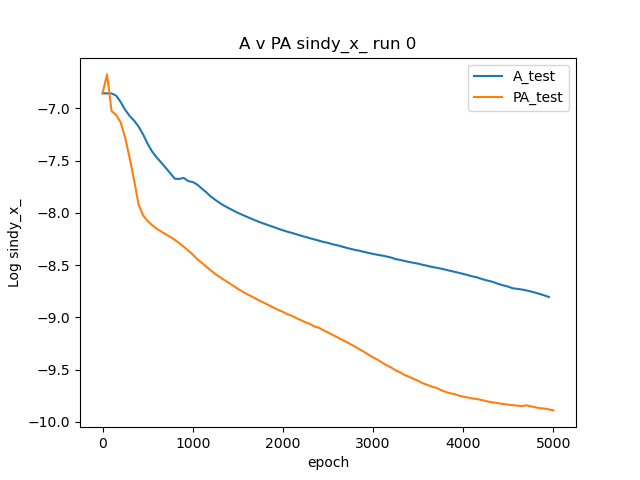 A v PA sindy_x_ run 0
A_test
PA_test
Log sindy_x_
−7.0
−7.5
−8.0
−8.5
−9.0
−9.5
−10.0
0 1000 2000 3000 4000 5000
epoch